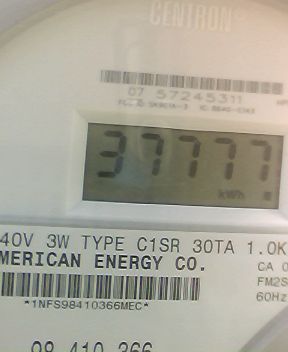 CENTRON®
07 57245311
37777
kWh
40V 3W TYPE C1SR 30TA 1.0K
MERICAN ENERGY CO.
CA 0
FM2S
60Hz
*1NFS98410366MEC*
98 410 366